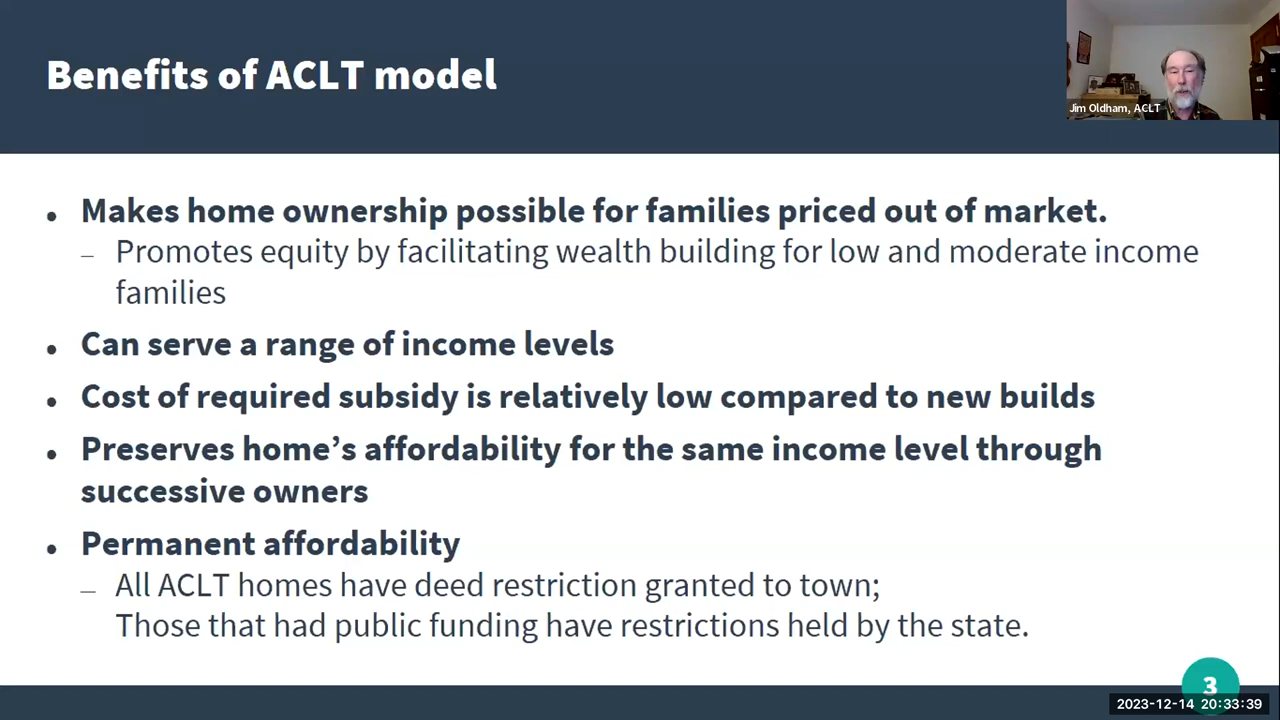 Benefits of ACLT model
Jim Oldham, ACLT
• Makes home ownership possible for families priced out of market.
– Promotes equity by facilitating wealth building for low and moderate income
families
• Can serve a range of income levels
• Cost of required subsidy is relatively low compared to new builds
• Preserves home’s affordability for the same income level through
successive owners
• Permanent affordability
– All ACLT homes have deed restriction granted to town;
Those that had public funding have restrictions held by the state.
3
2023-12-14 20:33:39